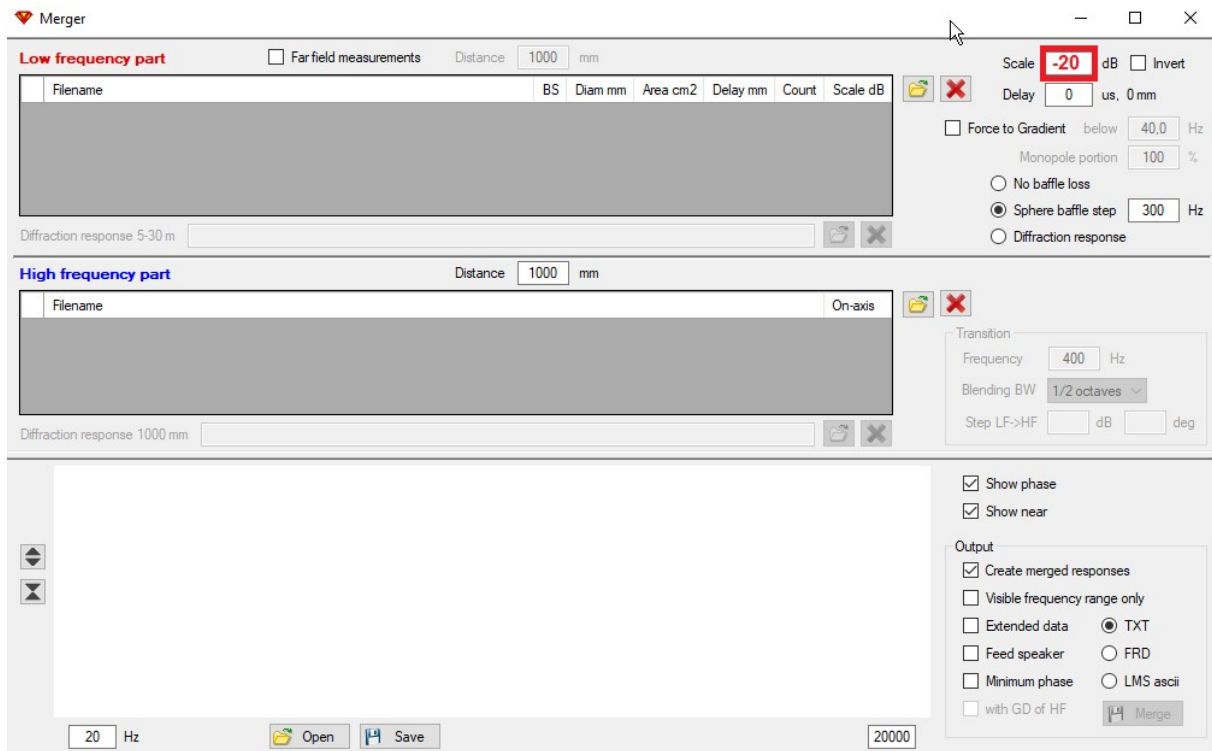 Merger
Low frequency part Far field measurements Distance 1000 mm Scale -20 dB Invert
Filename BS Diam mm Area cm2 Delay mm Count Scale dB Delay 0 us, 0 mm
Force to Gradient below 40,0 Hz
Monopole portion 100 %
No baffle loss
Sphere baffle step 300 Hz
Diffraction response 5-30 m Diffraction response
High frequency part Distance 1000 mm
Filename On-axis
Transition
Frequency 400 Hz
Blending BW 1/2 octaves
Diffraction response 1000 mm Step LF->HF dB deg
Show phase
Show near
Output
Create merged responses
Visible frequency range only
Extended data TXT
Feed speaker FRD
Minimum phase LMS ascii
with GD of HF Merge
20 Hz Open Save 20000